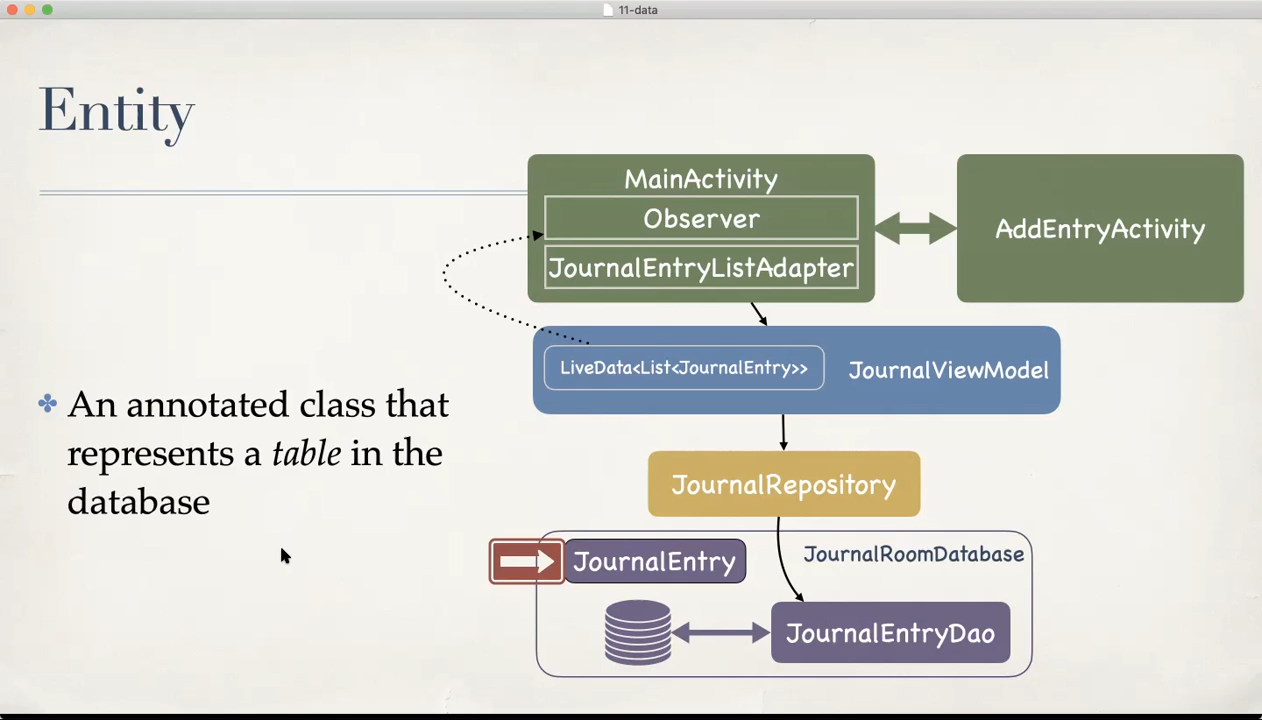 11-data
Entity
An annotated class that
represents a table in the
database
MainActivity
Observer
JournalEntryListAdapter
AddEntryActivity
LiveData<List<JournalEntry>>
JournalViewModel
JournalRepository
JournalEntry
JournalRoomDatabase
JournalEntryDao